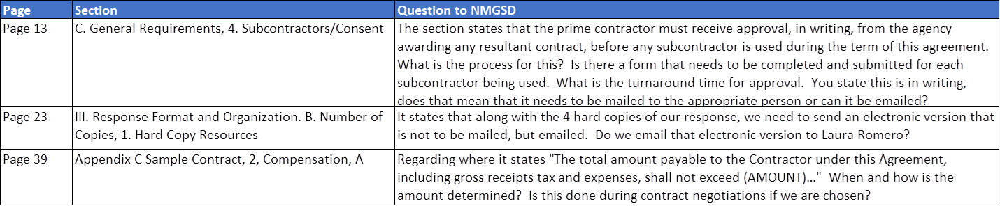 Page Section Question to NMGSD
Page 13 C. General Requirements, 4. Subcontractors/Consent The section states that the prime contractor must receive approval, in writing, from the agency
awarding any resultant contract, before any subcontractor is used during the term of this agreement.
What is the process for this?  Is there a form that needs to be completed and submitted for each
subcontractor being used.  What is the turnaround time for approval.  You state this is in writing,
does that mean that it needs to be mailed to the appropriate person or can it be emailed?
Page 23 III. Response Format and Organization. B. Number of It states that along with the 4 hard copies of our response, we need to send an electronic version that
Copies, 1. Hard Copy Resources is not to be mailed, but emailed.  Do we email that electronic version to Laura Romero?
Page 39 Appendix C Sample Contract, 2, Compensation, A Regarding where it states "The total amount payable to the Contractor under this Agreement,
including gross receipts tax and expenses, shall not exceed (AMOUNT)..."  When and how is the
amount determined?  Is this done during contract negotiations if we are chosen?